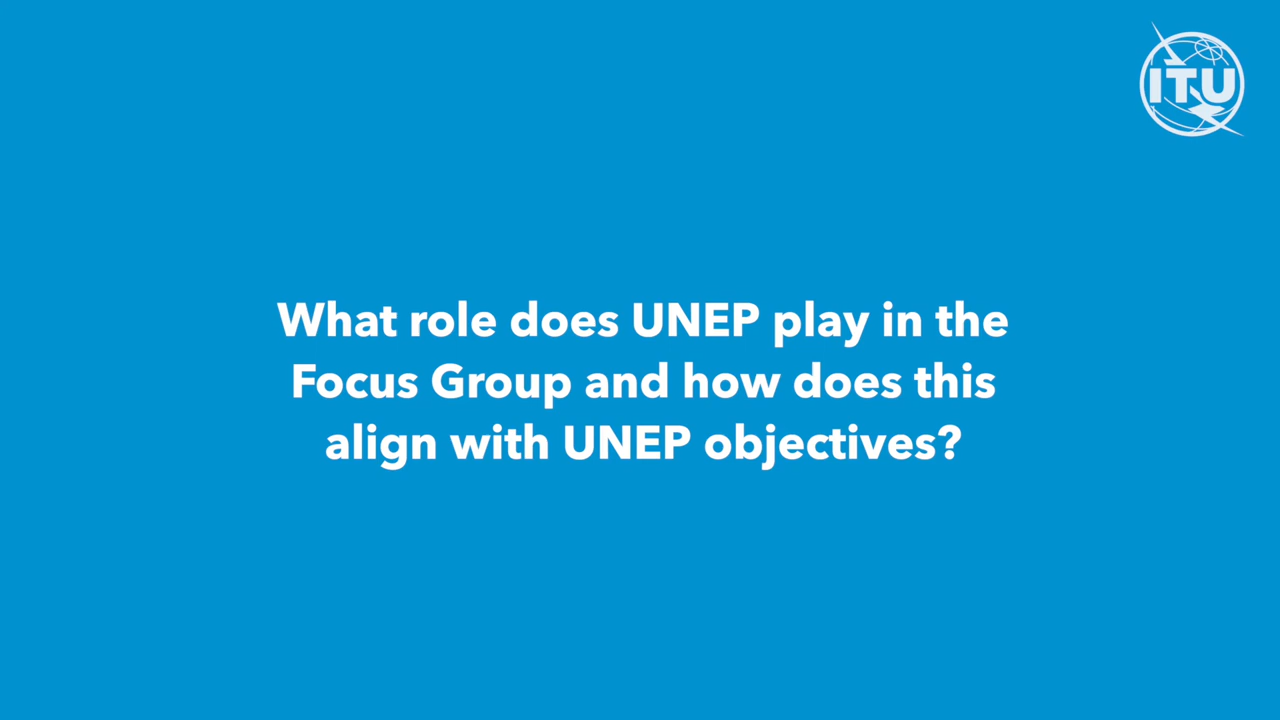 ITU
What role does UNEP play in the
Focus Group and how does this
align with UNEP objectives?